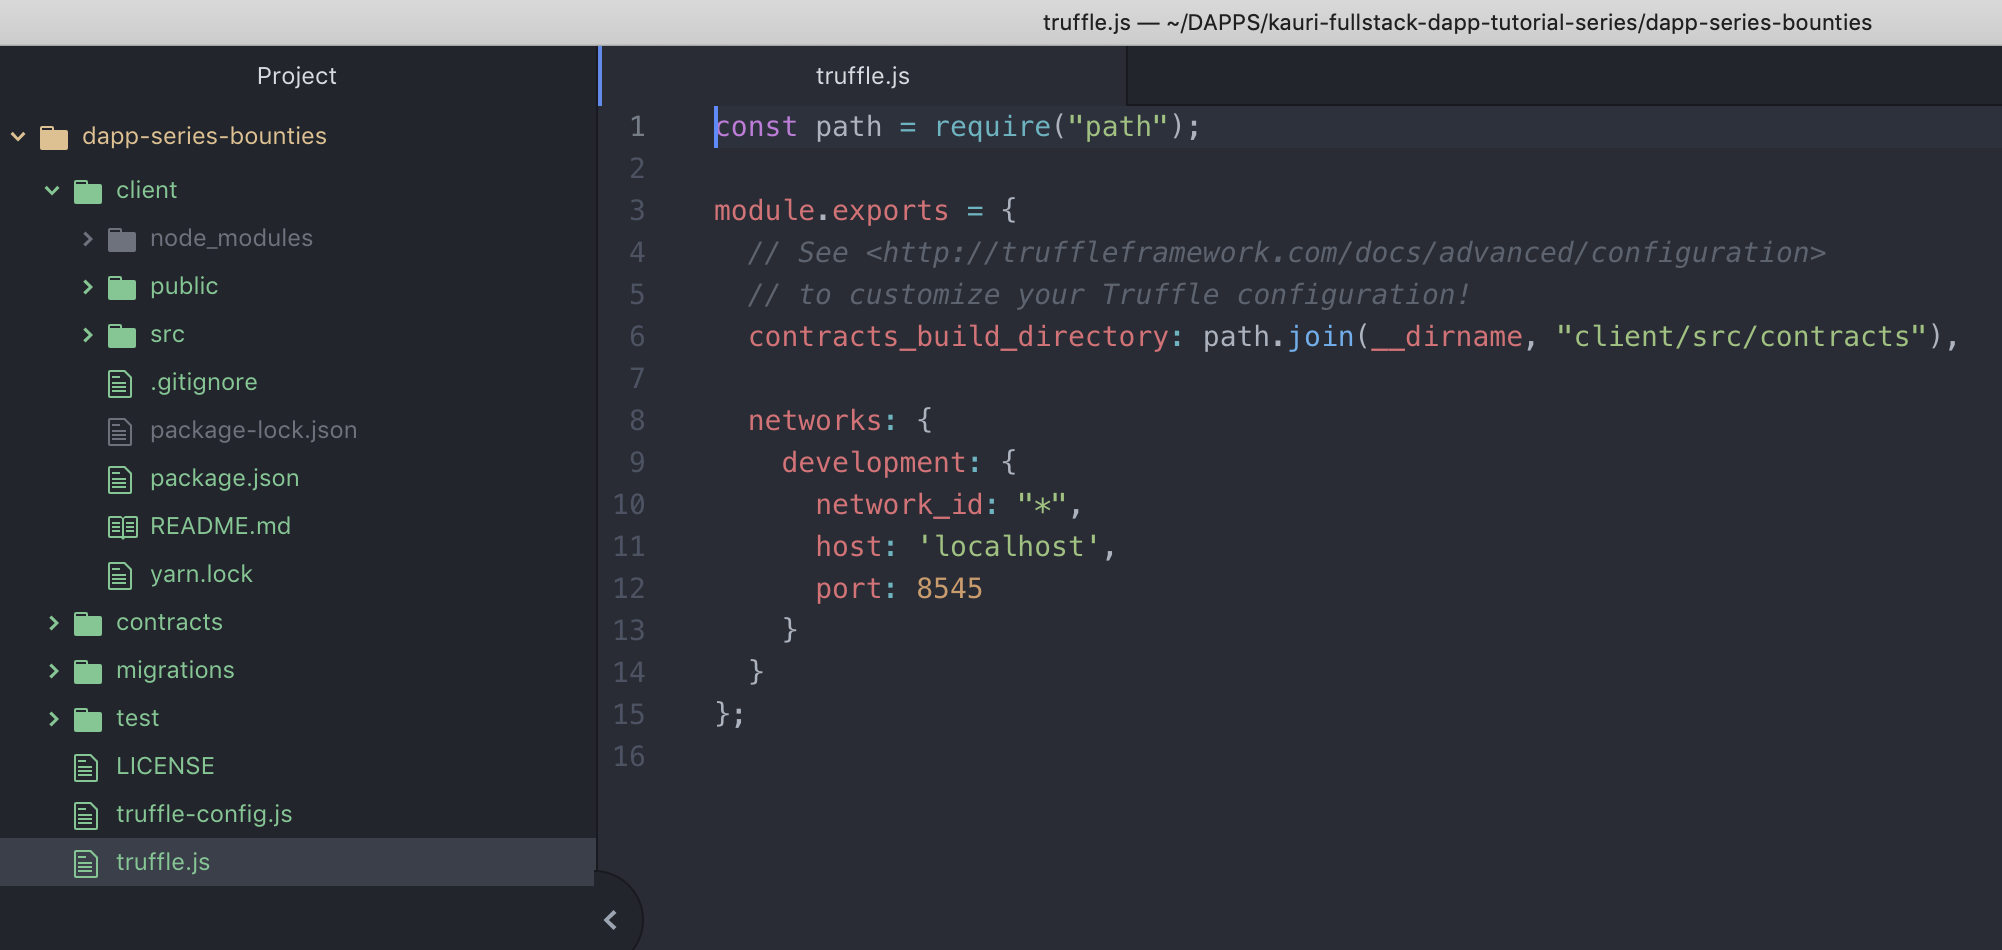 truffle.js — ~/DAPPS/kauri-fullstack-dapp-tutorial-series/dapp-series-bounties
Project
dapp-series-bounties
client
node_modules
public
src
.gitignore
package-lock.json
package.json
README.md
yarn.lock
contracts
migrations
test
LICENSE
truffle-config.js
truffle.js
truffle.js
1 const path = require("path");
2
3 module.exports = {
4 // See <http://truffleframework.com/docs/advanced/configuration>
5 // to customize your Truffle configuration!
6 contracts_build_directory: path.join(__dirname, "client/src/contracts"),
7
8 networks: {
9 development: {
10 network_id: "*",
11 host: 'localhost',
12 port: 8545
13 }
14 }
15 };
16